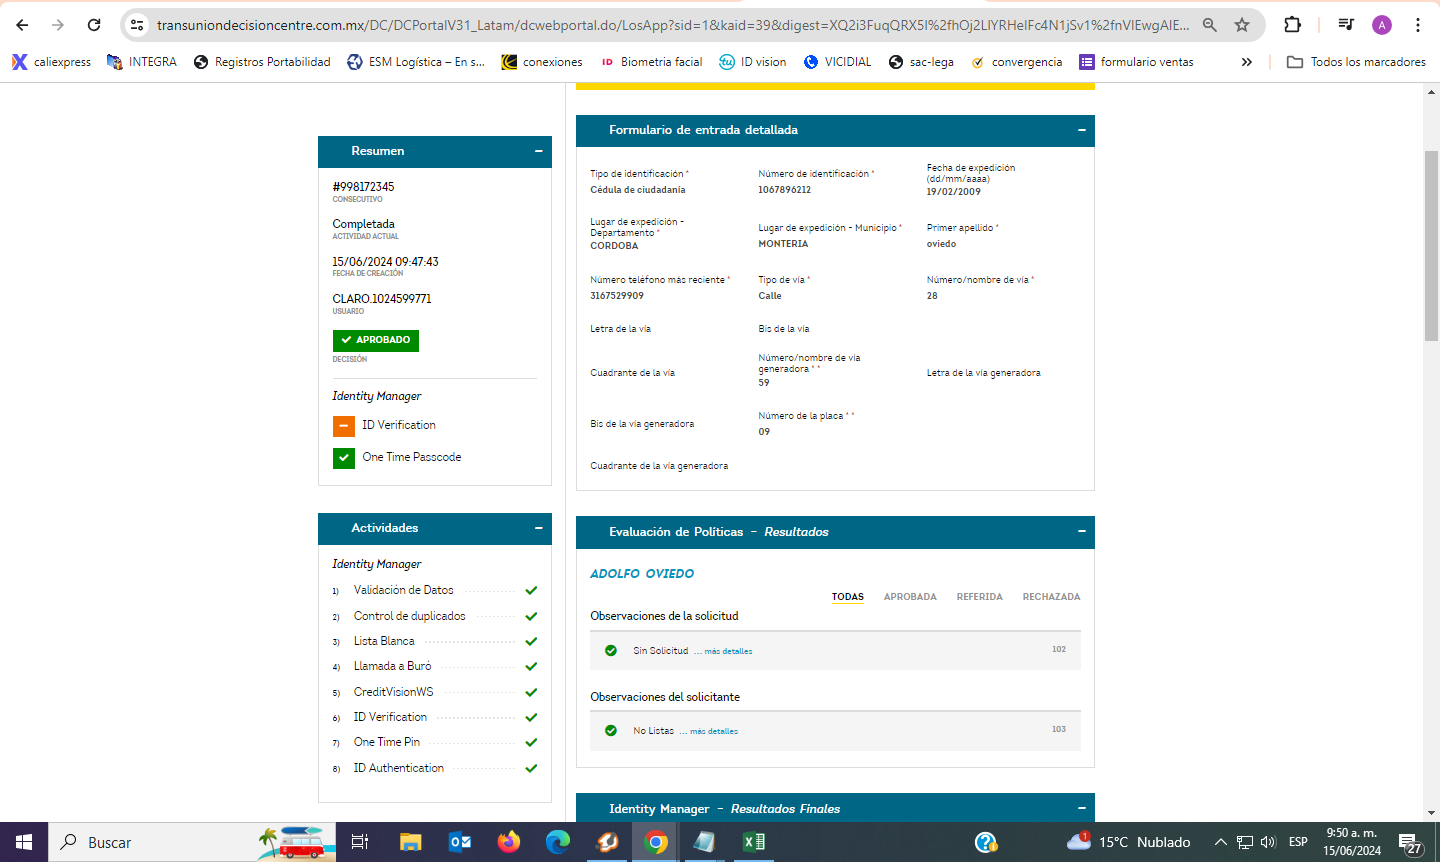 transuniondecisioncentre.com.mx/DC/DCPortalV31_Latam/dcwebportal.do/LosApp?sid=1&kaid=39&digest=XQ2i3FuqQRX5I%2fhOj2LlYRHeIFc4N1jSv1%2fnVIEwgAIE...
caliexpress INTEGRA Registros Portabilidad ESM Logística – En s... conexiones ID Biometria facial tu ID vision VICIDIAL sac-lega convergencia formulario ventas » Todos los marcadores
Resumen
#998172345
CONSECUTIVO
Completada
ACTIVIDAD ACTUAL
15/06/2024 09:47:43
FECHA DE CREACIÓN
CLARO.1024599771
USUARIO
APROBADO
DECISIÓN
Identity Manager
ID Verification
One Time Passcode
Actividades
Identity Manager
1) Validación de Datos
2) Control de duplicados
3) Lista Blanca
4) Llamada a Buró
5) CreditVisionWS
6) ID Verification
7) One Time Pin
8) ID Authentication
Formulario de entrada detallada
Tipo de identificación *
Cédula de ciudadanía
Número de identificación *
1067896212
Fecha de expedición
(dd/mm/aaaa)
19/02/2009
Lugar de expedición -
Departamento *
CORDOBA
Lugar de expedición - Municipio *
MONTERIA
Primer apellido *
oviedo
Número teléfono más reciente *
3167529909
Tipo de vía *
Calle
Número/nombre de vía *
28
Letra de la vía
Bis de la vía
Cuadrante de la vía
Número/nombre de vía
generadora * *
59
Letra de la vía generadora
Bis de la vía generadora
Número de la placa * *
09
Cuadrante de la vía generadora
Evaluación de Políticas - Resultados
ADOLFO OVIEDO
TODAS APROBADA REFERIDA RECHAZADA
Observaciones de la solicitud
Sin Solicitud ... más detalles 102
Observaciones del solicitante
No Listas ... más detalles 103
Identity Manager - Resultados Finales
Buscar
1 15°C Nublado ESP
9:50 a. m.
15/06/2024
27
A